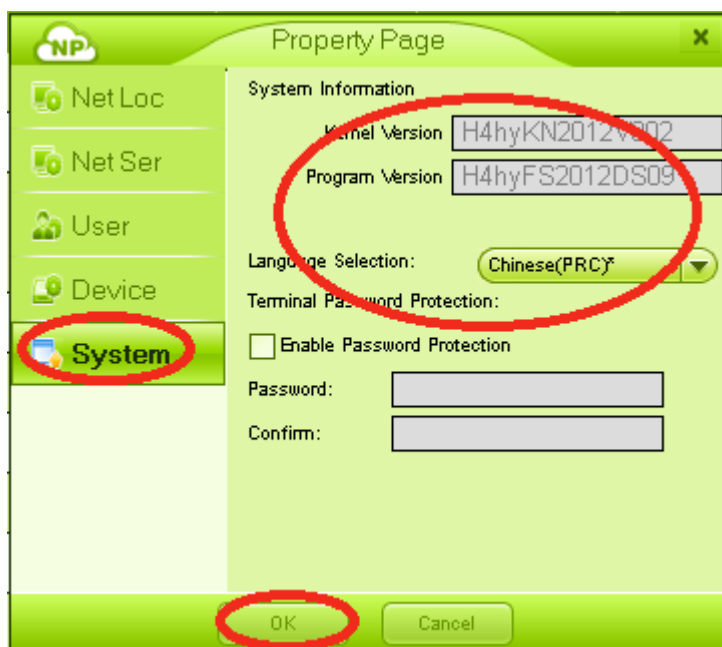 NP
Property Page
x
Net Loc
Net Ser
User
Device
System
System Information
Kernel Version H4hyKN2012V002
Program Version H4hyFS2012DS09
Language Selection: Chinese(PRC)*
Terminal Password Protection:
Enable Password Protection
Password:
Confirm:
OK Cancel